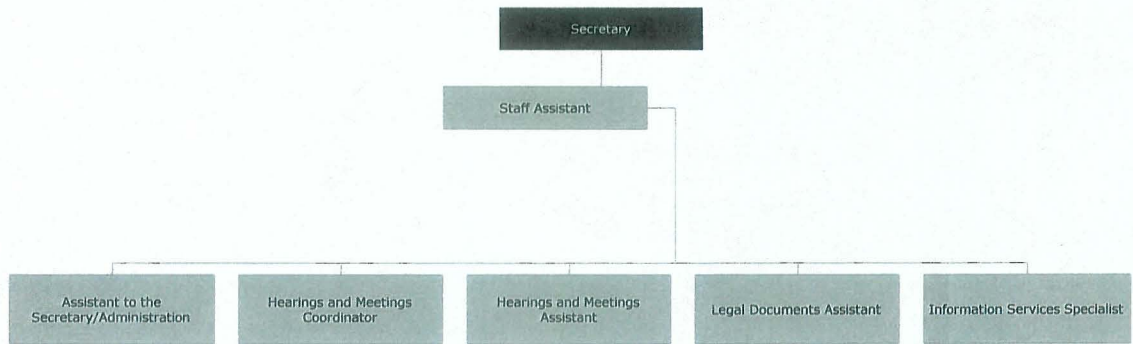 Secretary
Staff Assistant
Assistant to the
Secretary/Administration
Hearings and Meetings
Coordinator
Hearings and Meetings
Assistant
Legal Documents Assistant
Information Services Specialist